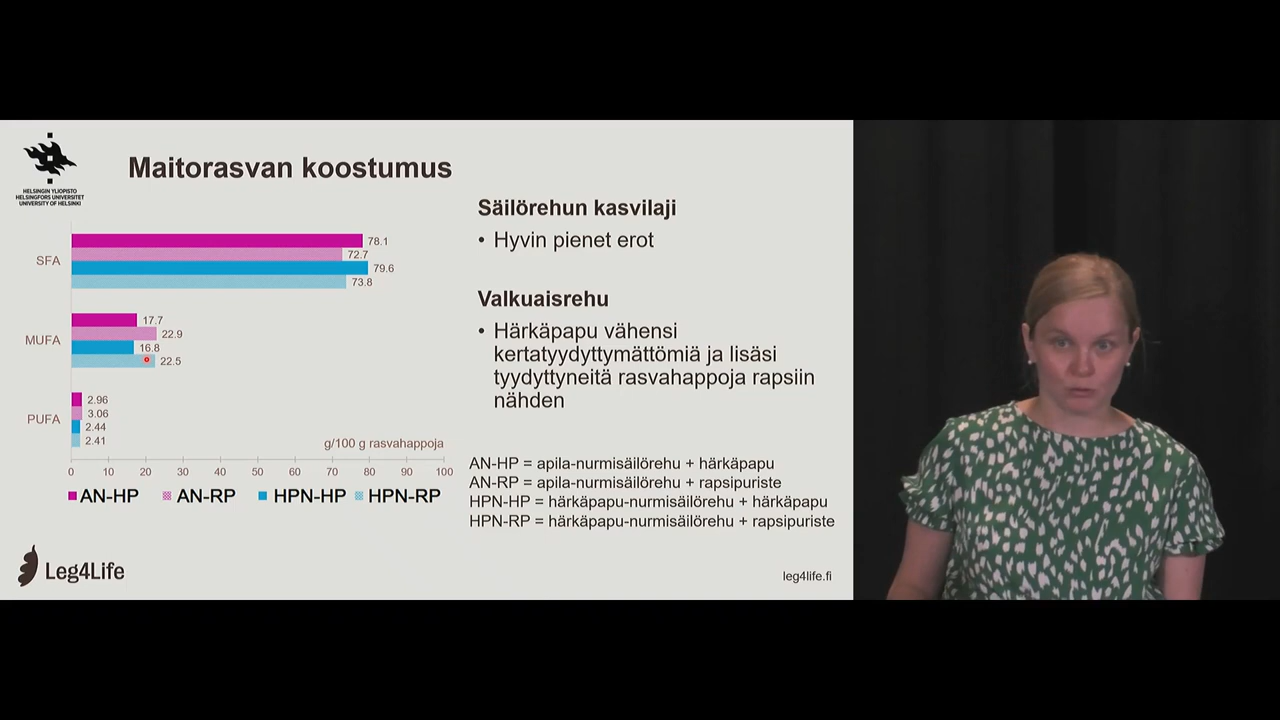 HELSINGIN YLIOPISTO
HELSINGFORS UNIVERSITET
UNIVERSITY OF HELSINKI
Maitorasvan koostumus
SFA
78.1
72.7
79.6
73.8
MUFA
17.7
22.9
16.8
22.5
PUFA
2.96
3.06
2.44
2.41
g/100 g rasvahappoja
0 10 20 30 40 50 60 70 80 90 100
AN-HP AN-RP HPN-HP HPN-RP
Säilörehun kasvilaji
• Hyvin pienet erot
Valkuaisrehu
• Härkäpapu vähensi
kertatyydyttymättömiä ja lisäsi
tyydyttyneitä rasvahappoja rapsiin
nähden
AN-HP = apila-nurmisäilörehu + härkäpapu
AN-RP = apila-nurmisäilörehu + rapsipuriste
HPN-HP = härkäpapu-nurmisäilörehu + härkäpapu
HPN-RP = härkäpapu-nurmisäilörehu + rapsipuriste
Leg4Life
leg4life.fi